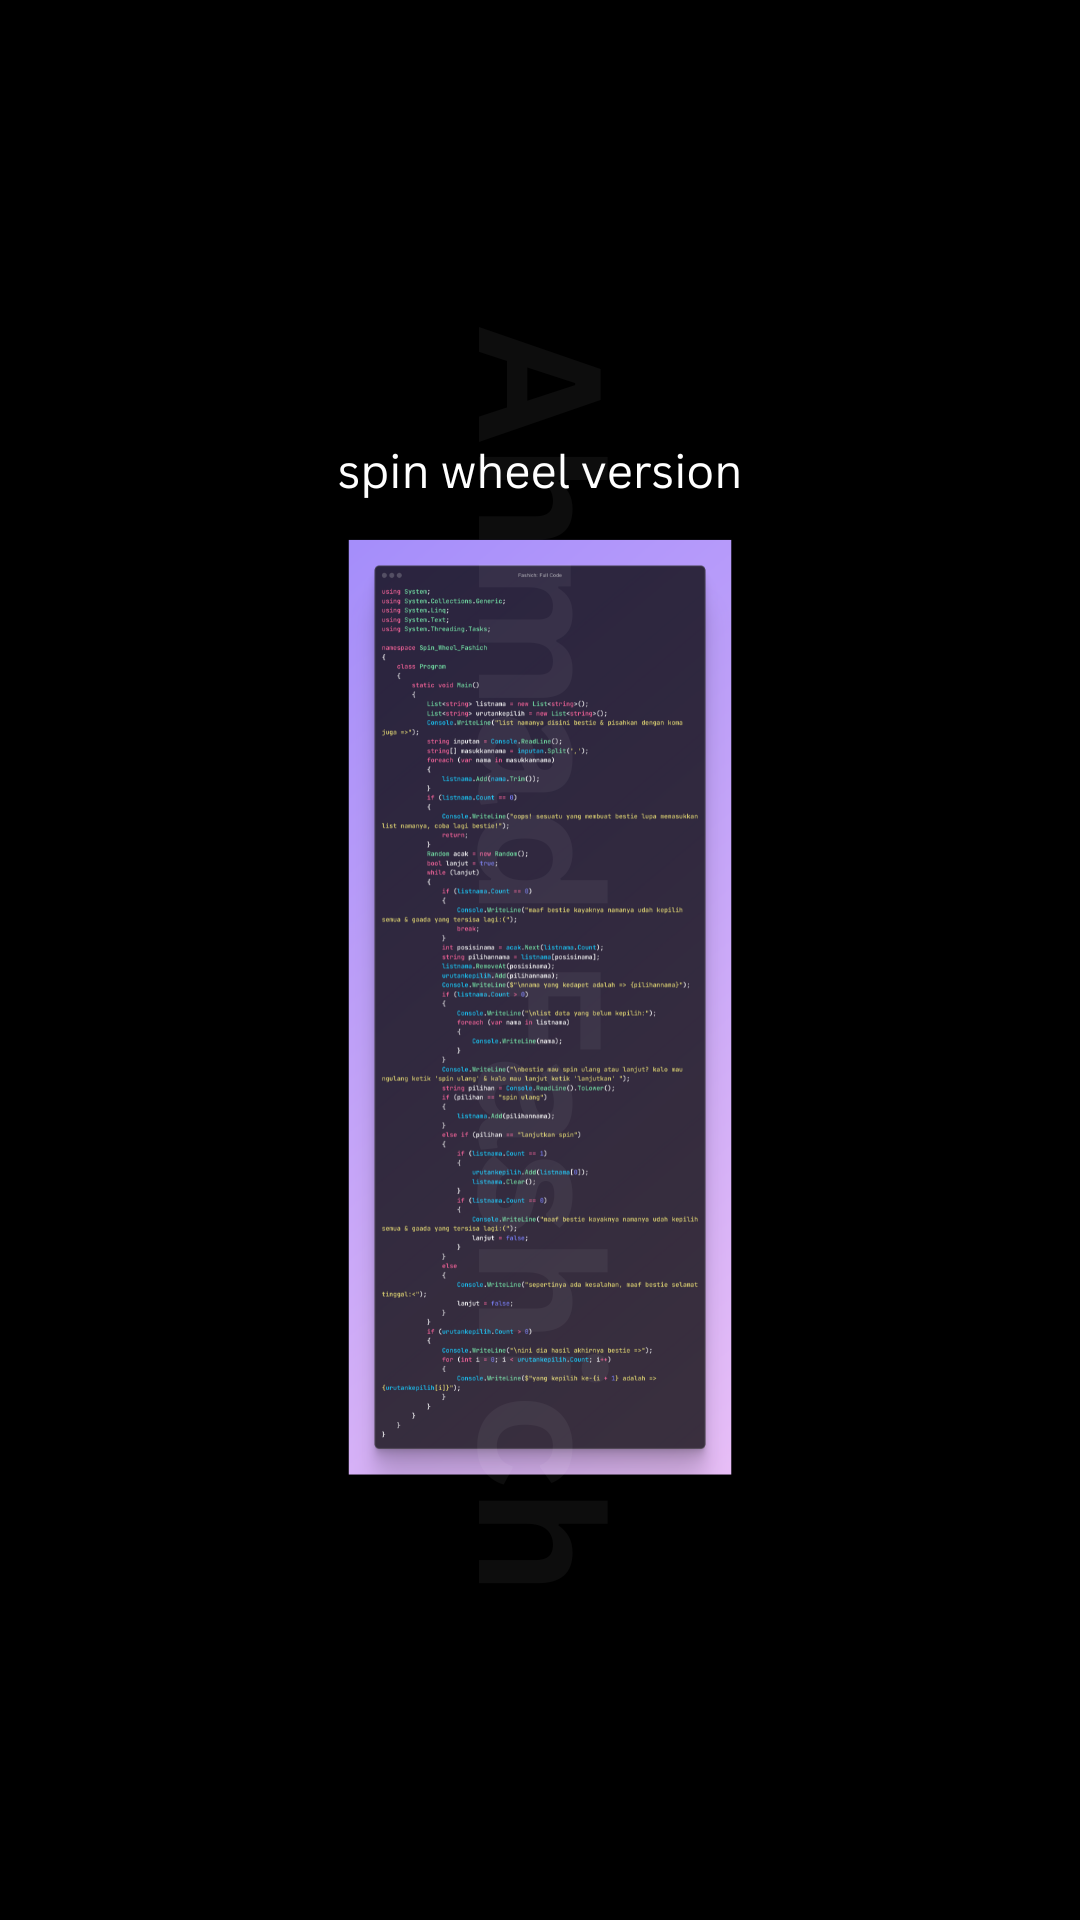 spin wheel version
Fashich: Full Code
using System;
using System.Collections.Generic;
using System.Linq;
using System.Text;
using System.Threading.Tasks;
namespace Spin_Wheel_Fashich
{
class Program
{
static void Main()
{
List<string> listnama = new List<string>();
List<string> urutankepilih = new List<string>();
Console.WriteLine("list namanya disini bestie & pisahkan dengan koma
juga =>");
string inputan = Console.ReadLine();
string[] masukkannama = inputan.Split(',');
foreach (var nama in masukkannama)
{
listnama.Add(nama.Trim());
}
if (listnama.Count == 0)
{
Console.WriteLine("oops! sesuatu yang membuat bestie lupa memasukkan
list namanya, coba lagi bestie!");
return;
}
Random acak = new Random();
bool lanjut = true;
while (lanjut)
{
if (listnama.Count == 0)
{
Console.WriteLine("maaf bestie kayaknya namanya udah kepilih
semua & gaada yang tersisa lagi:(");
break;
}
int posisinama = acak.Next(listnama.Count);
string pilihannama = listnama[posisinama];
listnama.RemoveAt(posisinama);
urutankepilih.Add(pilihannama);
Console.WriteLine($"\nnama yang kedapet adalah => {pilihannama}");
if (listnama.Count > 0)
{
Console.WriteLine("\nlist data yang belum kepilih:");
foreach (var nama in listnama)
{
Console.WriteLine(nama);
}
}
Console.WriteLine("\nbestie mau spin ulang atau lanjut? kalo mau
ngulang ketik 'spin ulang' & kalo mau lanjut ketik 'lanjutkan' ");
string pilihan = Console.ReadLine().ToLower();
if (pilihan == "spin ulang")
{
listnama.Add(pilihannama);
}
else if (pilihan == "lanjutkan spin")
{
if (listnama.Count == 1)
{
urutankepilih.Add(listnama[0]);
listnama.Clear();
}
if (listnama.Count == 0)
{
Console.WriteLine("maaf bestie kayaknya namanya udah kepilih
semua & gaada yang tersisa lagi:(");
lanjut = false;
}
}
else
{
Console.WriteLine("sepertinya ada kesalahan, maaf bestie selamat
tinggal:<");
lanjut = false;
}
}
if (urutankepilih.Count > 0)
{
Console.WriteLine("\nini dia hasil akhirnya bestie =>");
for (int i = 0; i < urutankepilih.Count; i++)
{
Console.WriteLine($"yang kepilih ke-{i + 1} adalah =>
{urutankepilih[i]}");
}
}
}
}
}
Ahmad Fashich